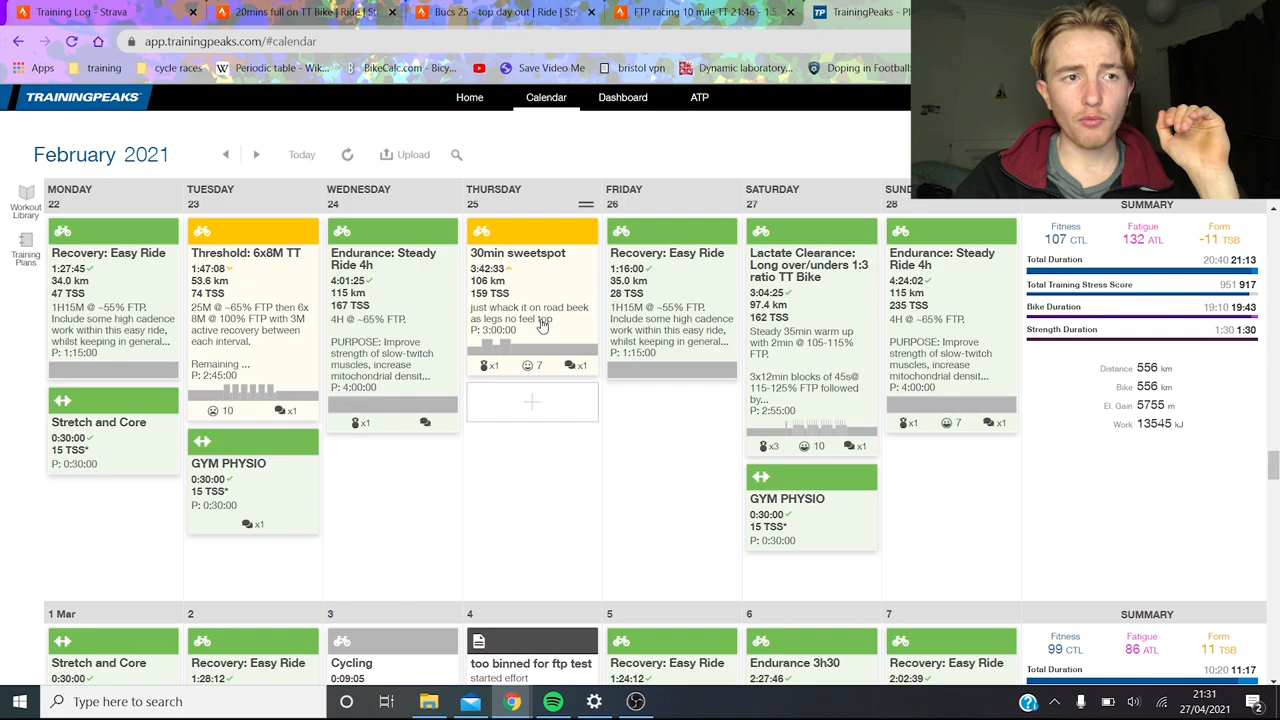 Training Log - Strava
20mins full on TT Bike | Ride | St
Bucs 25 - top out | Ride | Str
FTP racing 10 mile TT 21:46 - 1.5
TrainingPeaks - P
app.trainingpeaks.com/#calendar
Apps training cycle races Periodic table - Wik... BikeCalc.com - Bicy... Save Video Me bristol vpn Dynamic laborator... Doping in Football
TRAININGPEAKS
Home Calendar Dashboard ATP
February 2021
Today
Upload
Workout
Library
Training
Plans
MONDAY
22
Recovery: Easy Ride
1:27:45
34.0 km
47 TSS
1H15M @ ~55% FTP.
Include some high cadence
work within this easy ride,
whilst keeping in general...
P: 1:15:00
Stretch and Core
0:30:00
15 TSS*
P: 0:30:00
TUESDAY
23
Threshold: 6x8M TT
1:47:08
53.6 km
74 TSS
25M @ ~65% FTP then 6x
8M @ 100% FTP with 3M
active recovery between
each interval.
Remaining ...
P: 2:45:00
10 x1
GYM PHYSIO
0:30:00
15 TSS*
P: 0:30:00
x1
WEDNESDAY
24
Endurance: Steady
Ride 4h
4:01:25
115 km
167 TSS
4H @ ~65% FTP.
PURPOSE: Improve
strength of slow-twitch
muscles, increase
mitochondrial densit...
P: 4:00:00
x1
THURSDAY
25
30min sweetspot
3:42:33
106 km
159 TSS
just whack it on road beek
as legs no feel top
P: 3:00:00
x1 7 x1
FRIDAY
26
Recovery: Easy Ride
1:16:00
35.0 km
28 TSS
1H15M @ ~55% FTP.
Include some high cadence
work within this easy ride,
whilst keeping in general...
P: 1:15:00
SATURDAY
27
Lactate Clearance:
Long over/unders 1:3
ratio TT Bike
3:04:25
97.4 km
162 TSS
Steady 35min warm up
with 2min @ 105-115%
FTP.
3x12min blocks of 45s@
115-125% FTP followed
by...
P: 2:55:00
x3 10 x1
GYM PHYSIO
0:30:00
15 TSS*
P: 0:30:00
SUND
28
Endurance: Steady
Ride 4h
4:24:02
115 km
235 TSS
4H @ ~65% FTP.
PURPOSE: Improve
strength of slow-twitch
muscles, increase
mitochondrial densit...
P: 4:00:00
x1 7 x1
SUMMARY
Fitness Fatigue Form
107 CTL 132 ATL -11 TSB
Total Duration 20:40 21:13
Total Training Stress Score 951 917
Bike Duration 19:10 19:43
Strength Duration 1:30 1:30
Distance 556 km
Bike 556 km
El. Gain 5755 m
Work 13545 kJ
1 Mar 2 3 4 5 6 7 SUMMARY
Stretch and Core
0:30:00
Recovery: Easy Ride
1:28:12
Cycling
0:09:05
too binned for ftp test
started effort
Recovery: Easy Ride
1:24:12
Endurance 3h30
2:27:46
Recovery: Easy Ride
2:02:39
Fitness Fatigue Form
99 CTL 86 ATL 11 TSB
Total Duration 10:20 11:17
Type here to search
21:31
27/04/2021
2